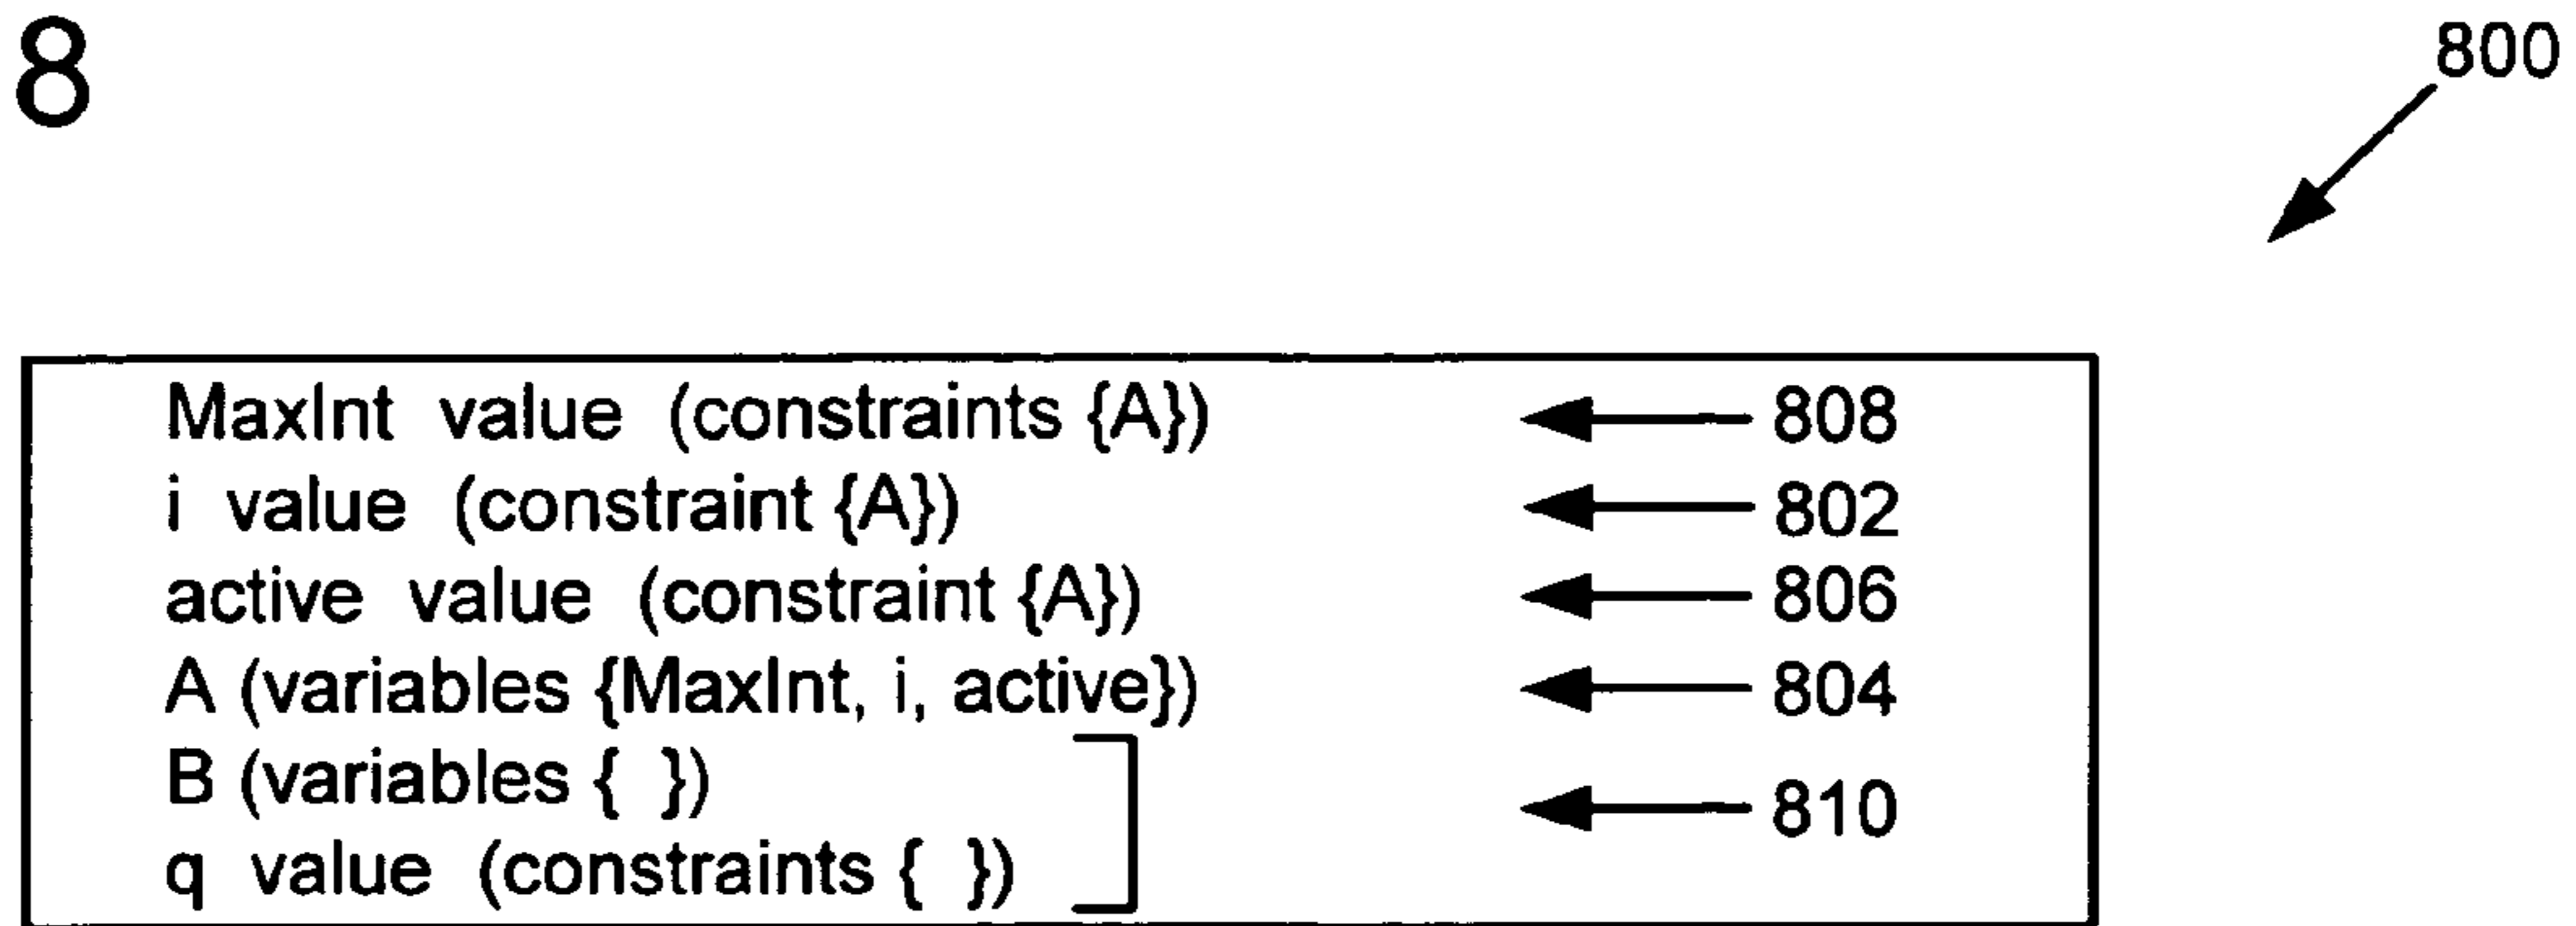 8
800
MaxInt value (constraints {A}) 808
i value (constraint {A}) 802
active value (constraint {A}) 806
A (variables {MaxInt, i, active}) 804
B (variables { })
810
q value (constraints { })